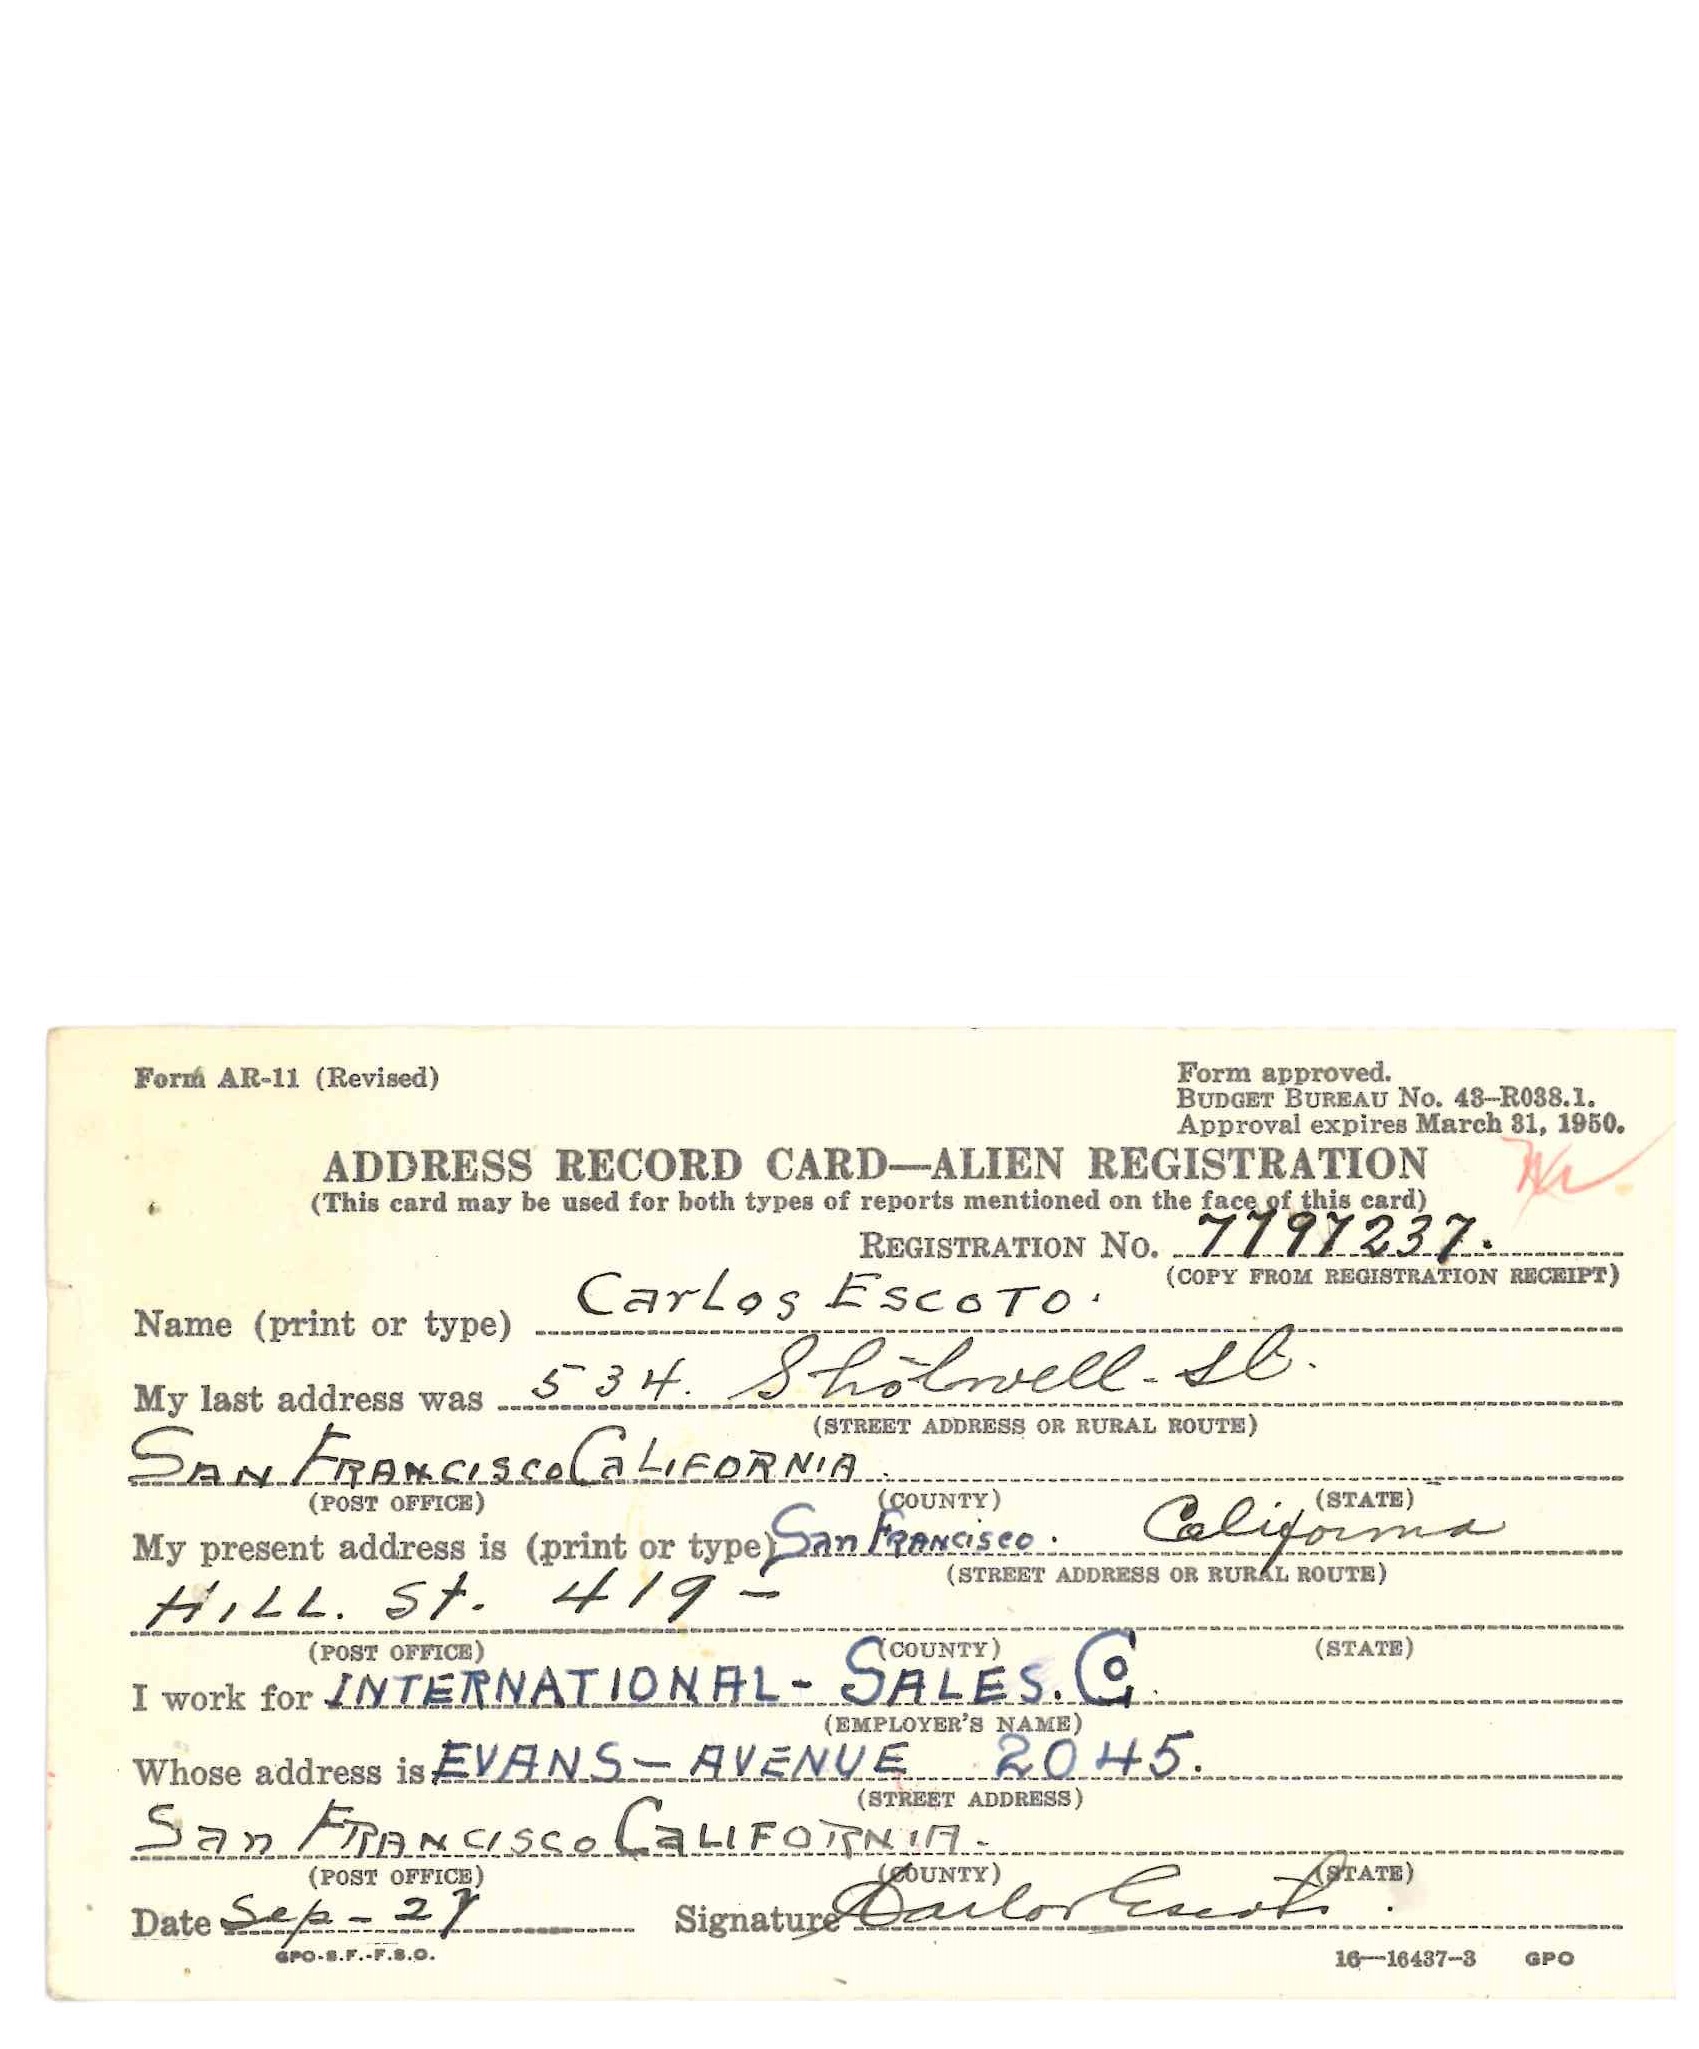 Form AR-11 (Revised)
Form approved.
BUDGET BUREAU No. 43-R038.1.
Approval expires March 31, 1950.
ADDRESS RECORD CARD—ALIEN REGISTRATION
(This card may be used for both types of reports mentioned on the face of this card)
REGISTRATION No. 7797237.
(COPY FROM REGISTRATION RECEIPT)
Name (print or type) Carlos Escoto.
My last address was 534. Shotwell-St.
(STREET ADDRESS OR RURAL ROUTE)
SAN FRANCISCO CALIFORNIA
(POST OFFICE) (COUNTY) (STATE)
My present address is (print or type) San Francisco. California
(STREET ADDRESS OR RURAL ROUTE)
HILL. St. 419-
(POST OFFICE) (COUNTY) (STATE)
I work for INTERNATIONAL- SALES. Co.
(EMPLOYER'S NAME)
Whose address is EVANS-AVENUE 2045.
(STREET ADDRESS)
San FRANCISCO CALIFORNIA.
(POST OFFICE) (COUNTY) (STATE)
Date Sep-27 Signature Carlos Escoto.
GPO-S.F.-F.S.O.
16—16437-3 GPO